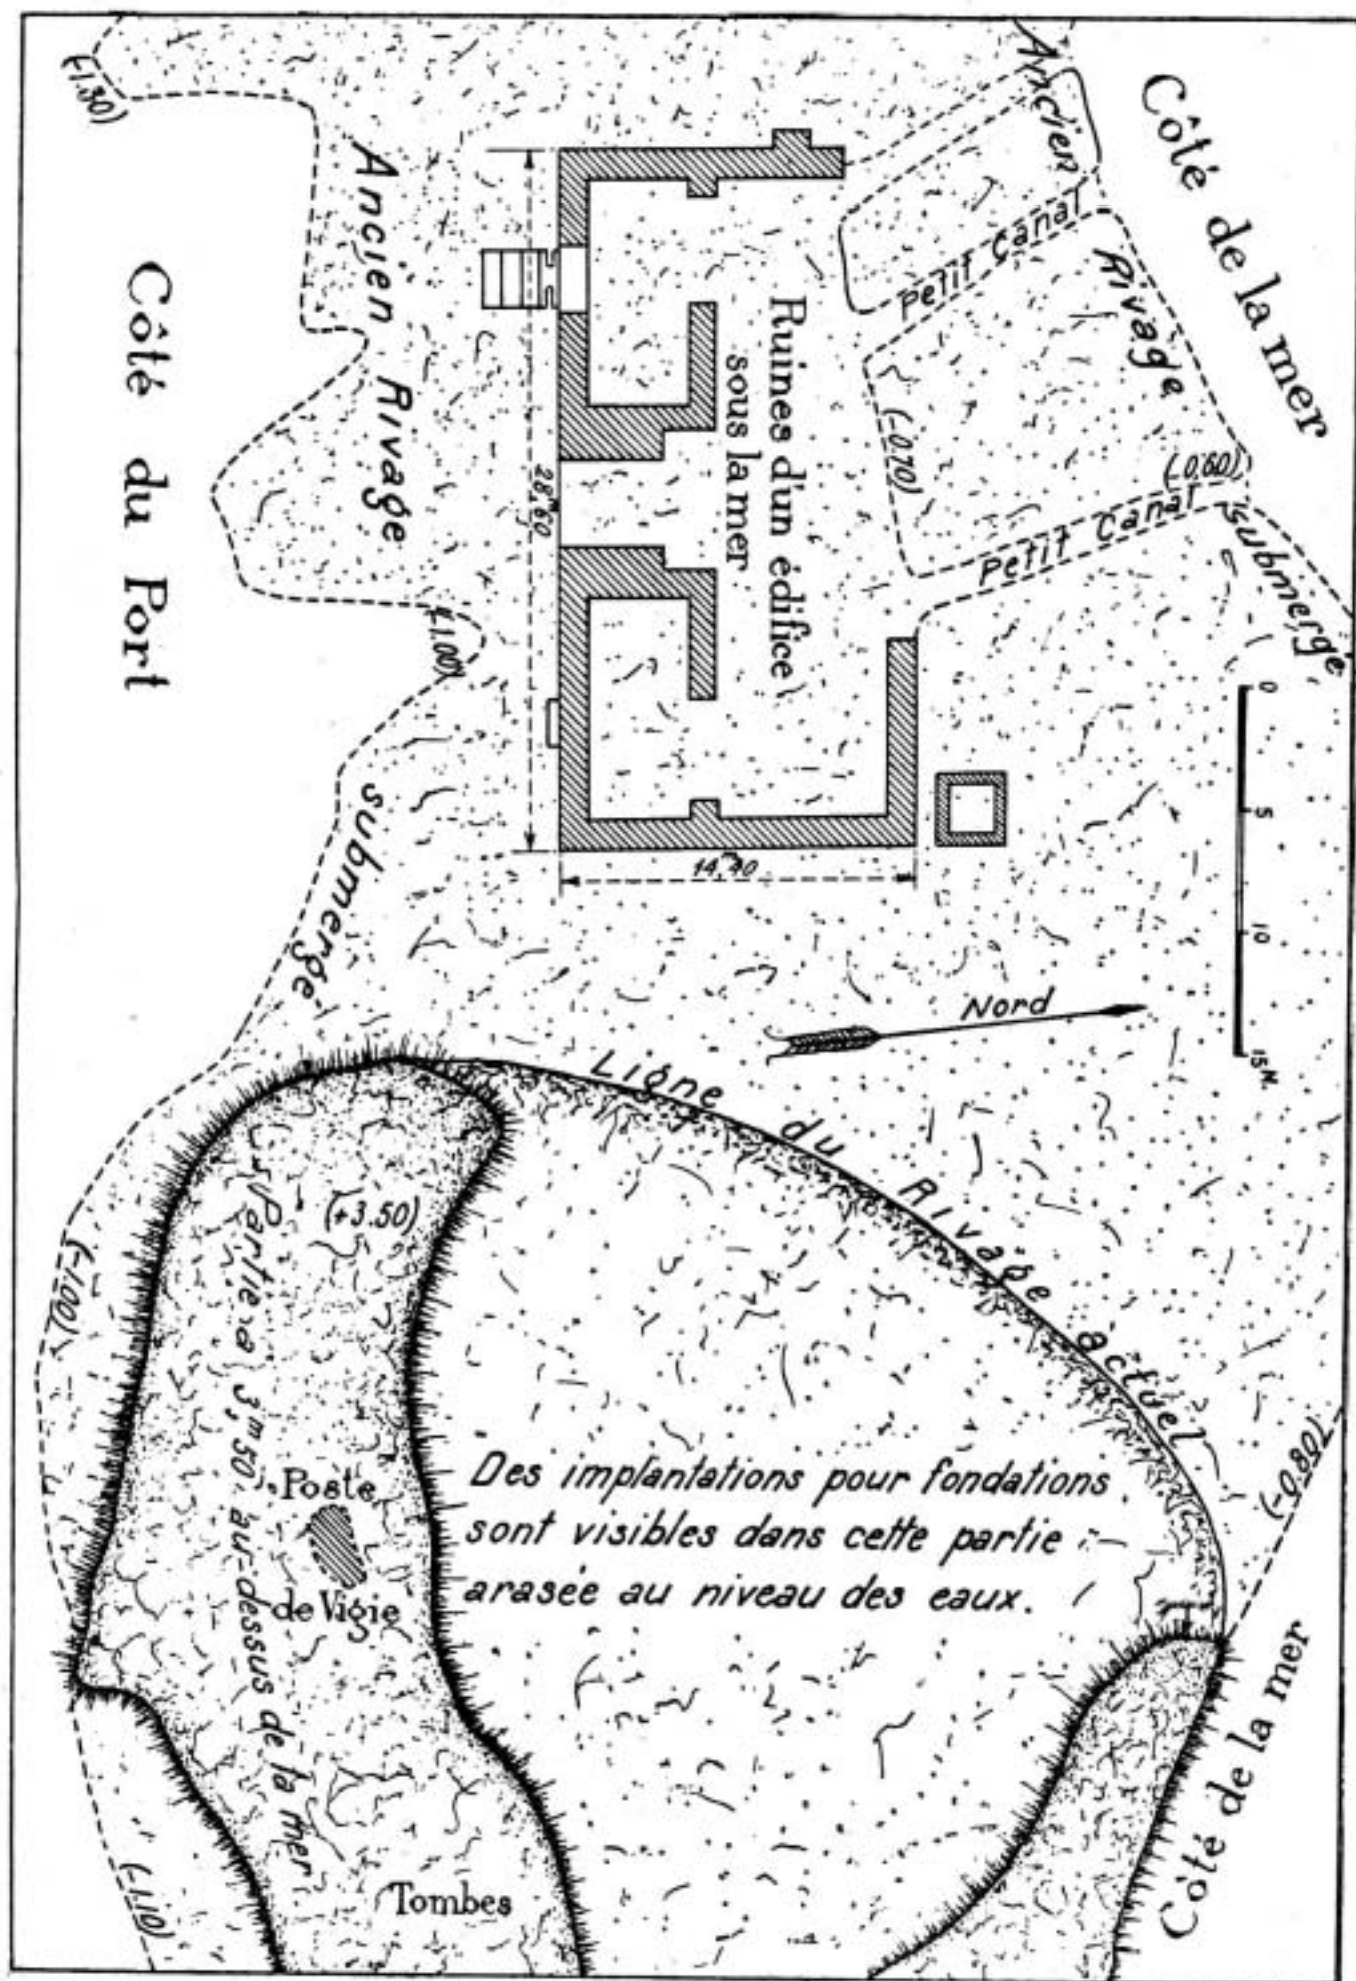 (-1.30)
Ancien Rivage submergé
Côté de la mer
Petit Canal
Ancien Rivage
submergé
Côté du Port
Ruines d'un édifice
sous la mer
(-0.70)
(-0.60)
Petit Canal
28,m60
(-1.00)
0 5 10 15M.
14,m40
Nord
Ligne du Rivage actuel
(+3.50)
Partie à 3,m50 au-dessus de la mer
(-1.00)
(-0.80)
Des implantations pour fondations
sont visibles dans cette partie
arasée au niveau des eaux.
Poste
de Vigie
Côté de la mer
Tombes
(-1.10)